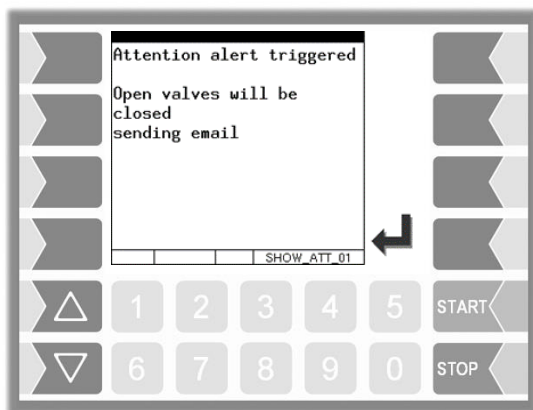 Attention alert triggered
Open valves will be
closed
sending email
SHOW_ATT_01
1 2 3 4 5 START
6 7 8 9 0 STOP